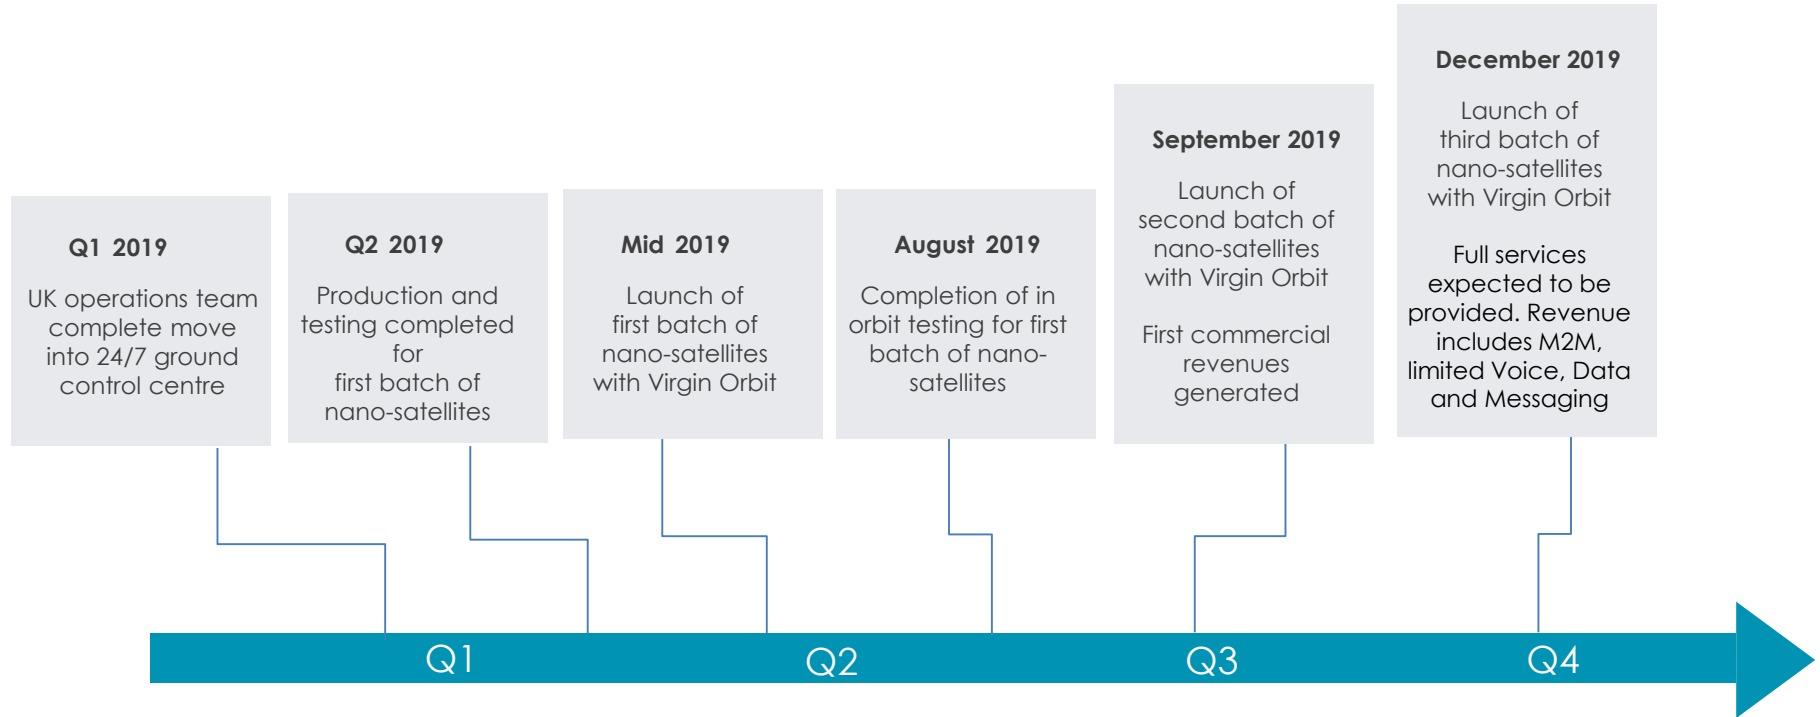 Q1 2019
UK operations team
complete move
into 24/7 ground
control centre
Q2 2019
Production and
testing completed
for
first batch of
nano-satellites
Mid 2019
Launch of
first batch of
nano-satellites
with Virgin Orbit
August 2019
Completion of in
orbit testing for first
batch of nano-
satellites
September 2019
Launch of
second batch of
nano-satellites
with Virgin Orbit
First commercial
revenues
generated
December 2019
Launch of
third batch of
nano-satellites
with Virgin Orbit
Full services
expected to be
provided. Revenue
includes M2M,
limited Voice, Data
and Messaging
Q1
Q2
Q3
Q4